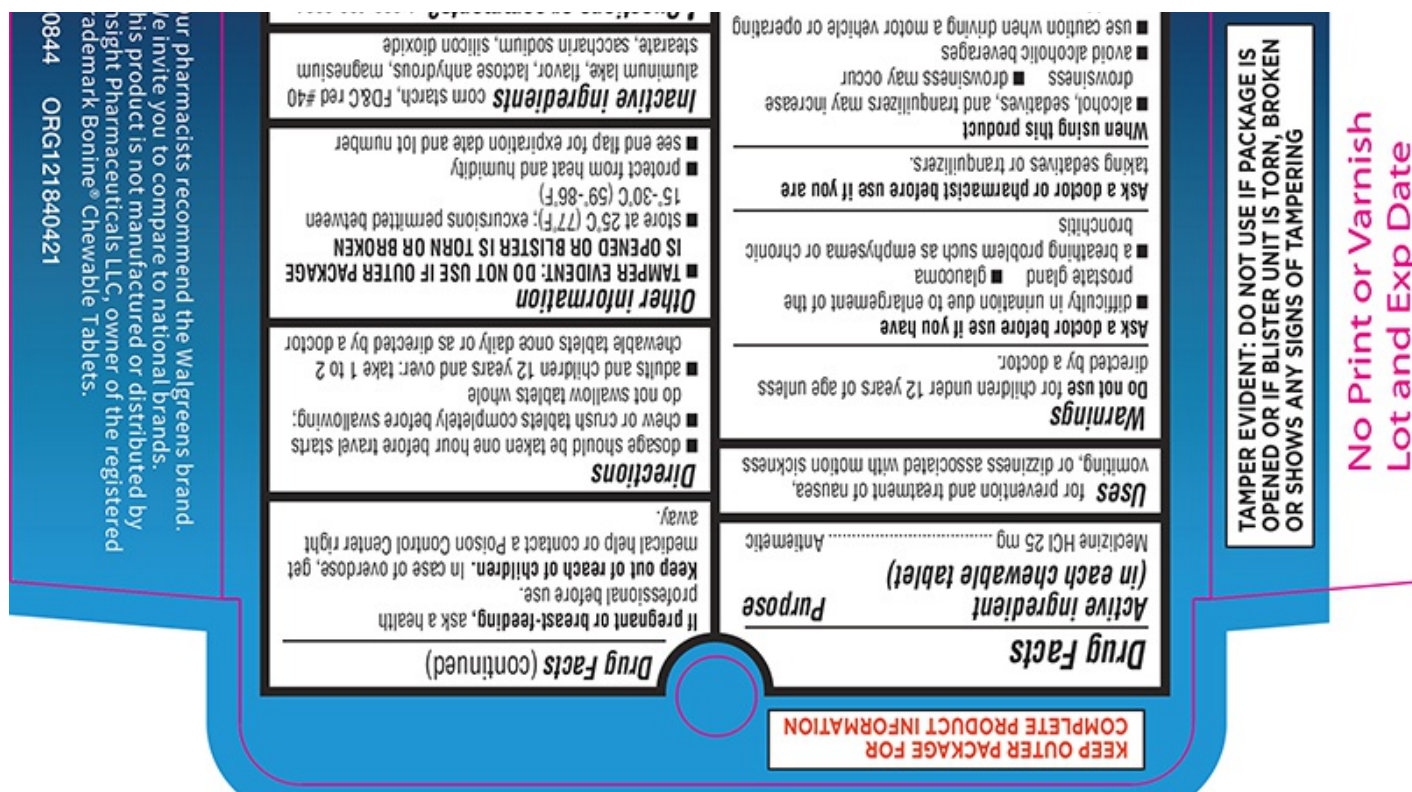 KEEP OUTER PACKAGE FOR
COMPLETE PRODUCT INFORMATION
Drug Facts
Active ingredient Purpose
(in each chewable tablet)
Meclizine HCl 25 mg ........................................ Antiemetic
Uses for prevention and treatment of nausea,
vomiting, or dizziness associated with motion sickness
Warnings
Do not use for children under 12 years of age unless
directed by a doctor.
Ask a doctor before use if you have
■ difficulty in urination due to enlargement of the
prostate gland ■ glaucoma
■ a breathing problem such as emphysema or chronic
bronchitis
Ask a doctor or pharmacist before use if you are
taking sedatives or tranquilizers.
When using this product
■ alcohol, sedatives, and tranquilizers may increase
drowsiness ■ drowsiness may occur
■ avoid alcoholic beverages
■ use caution when driving a motor vehicle or operating
Drug Facts (continued)
If pregnant or breast-feeding, ask a health
professional before use.
Keep out of reach of children. In case of overdose, get
medical help or contact a Poison Control Center right
away.
Directions
■ dosage should be taken one hour before travel starts
■ chew or crush tablets completely before swallowing;
do not swallow tablets whole
■ adults and children 12 years and over: take 1 to 2
chewable tablets once daily or as directed by a doctor
Other information
■ TAMPER EVIDENT: DO NOT USE IF OUTER PACKAGE
IS OPENED OR BLISTER IS TORN OR BROKEN
■ store at 25°C (77°F); excursions permitted between
15°-30°C (59°-86°F)
■ protect from heat and humidity
■ see end flap for expiration date and lot number
Inactive ingredients corn starch, FD&C red #40
aluminum lake, flavor, lactose anhydrous, magnesium
stearate, saccharin sodium, silicon dioxide
Questions or comments?
ur pharmacists recommend the Walgreens brand.
e invite you to compare to national brands.
his product is not manufactured or distributed by
nsight Pharmaceuticals LLC, owner of the registered
rademark Bonine® Chewable Tablets.
0844 ORG121840421
TAMPER EVIDENT: DO NOT USE IF PACKAGE IS
OPENED OR IF BLISTER UNIT IS TORN, BROKEN
OR SHOWS ANY SIGNS OF TAMPERING
No Print or Varnish
Lot and Exp Date